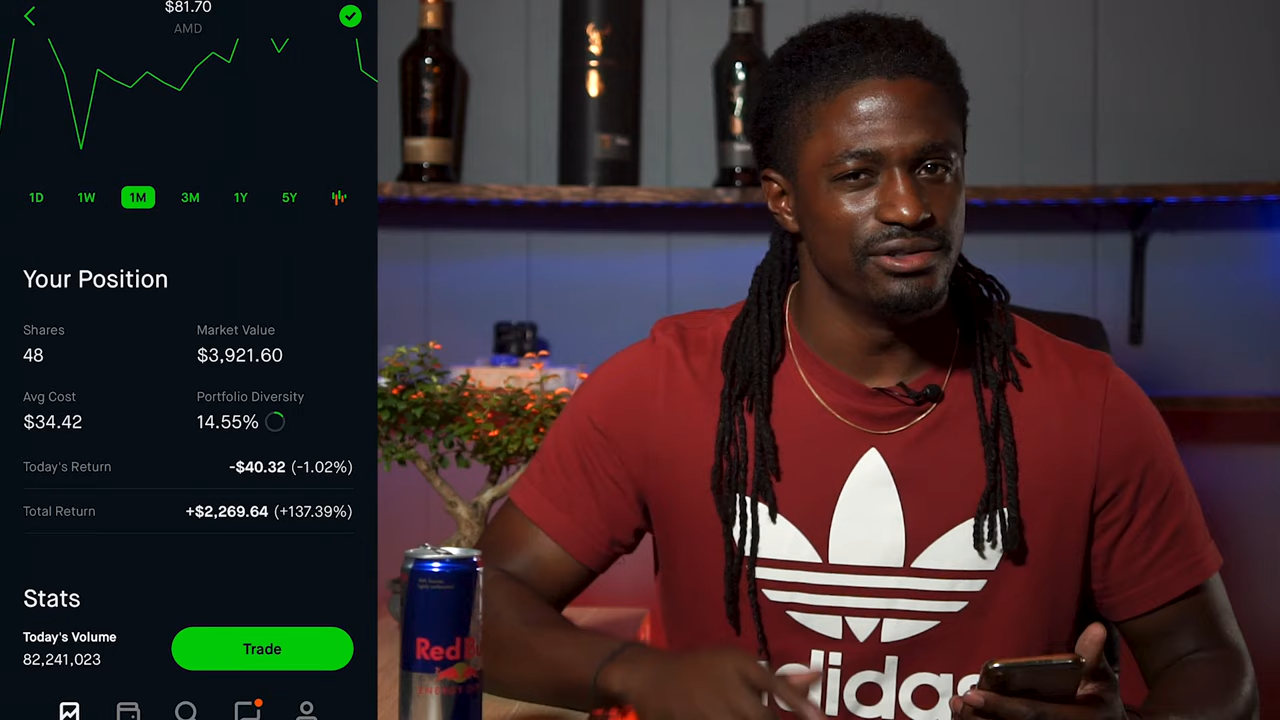 $81.70
AMD
1D 1W 1M 3M 1Y 5Y
Your Position
Shares Market Value
48 $3,921.60
Avg Cost Portfolio Diversity
$34.42 14.55%
Today's Return -$40.32 (-1.02%)
Total Return +$2,269.64 (+137.39%)
Stats
Today's Volume
82,241,023
Trade
Red B
adidas